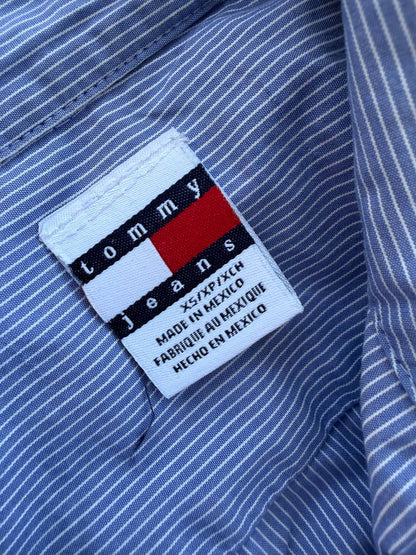 tommy
jeans
XS/XP/XCH
MADE IN MEXICO
FABRIQUE AU MEXIQUE
HECHO EN MEXICO